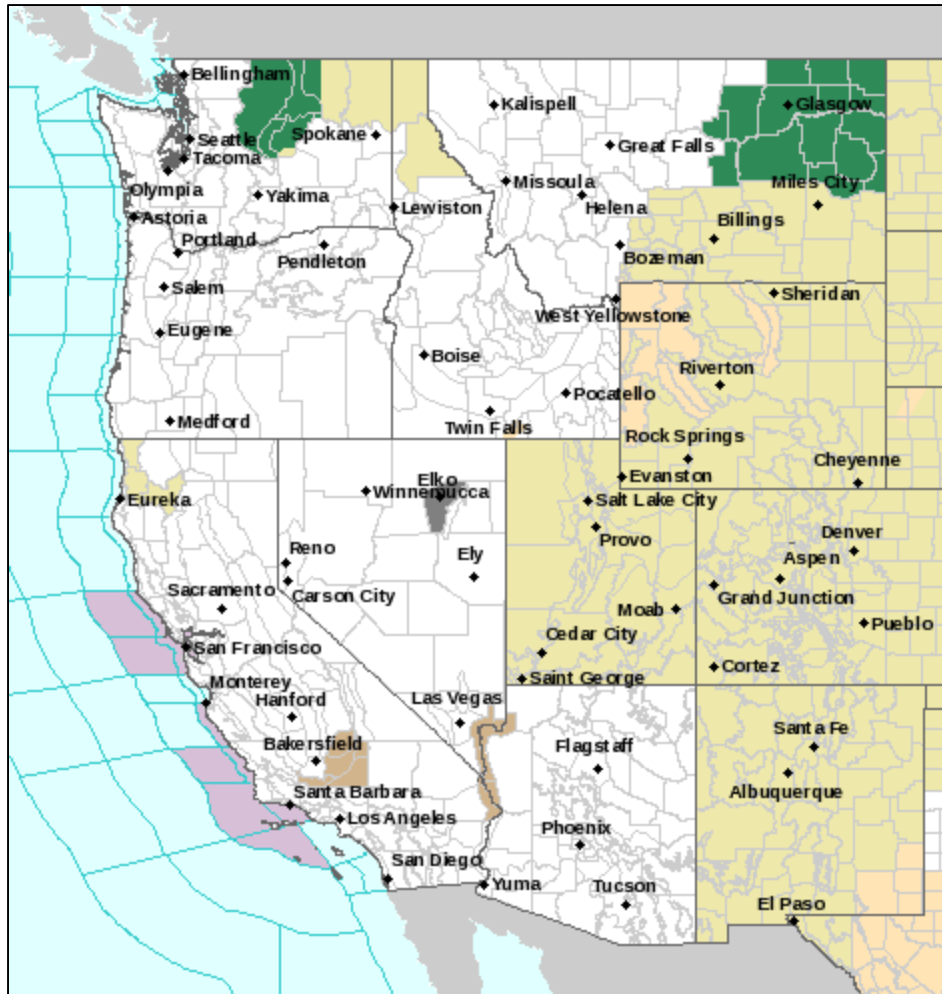 Bellingham
Kalispell
Glasgow
Spokane
Seattle
Great Falls
Tacoma
Olympia
Missoula
Miles City
Yakima
Helena
Lewiston
Astoria
Billings
Portland
Bozeman
Pendleton
Salem
Sheridan
West Yellowstone
Eugene
Boise
Riverton
Pocatello
Medford
Twin Falls
Rock Springs
Cheyenne
Elko
Evanston
Winnemucca
Eureka
Salt Lake City
Denver
Provo
Reno
Ely
Aspen
Sacramento
Carson City
Grand Junction
Moab
Pueblo
Cedar City
San Francisco
Cortez
Saint George
Monterey
Hanford
Las Vegas
Santa Fe
Bakersfield
Flagstaff
Albuquerque
Santa Barbara
Los Angeles
Phoenix
San Diego
Yuma
Tucson
El Paso